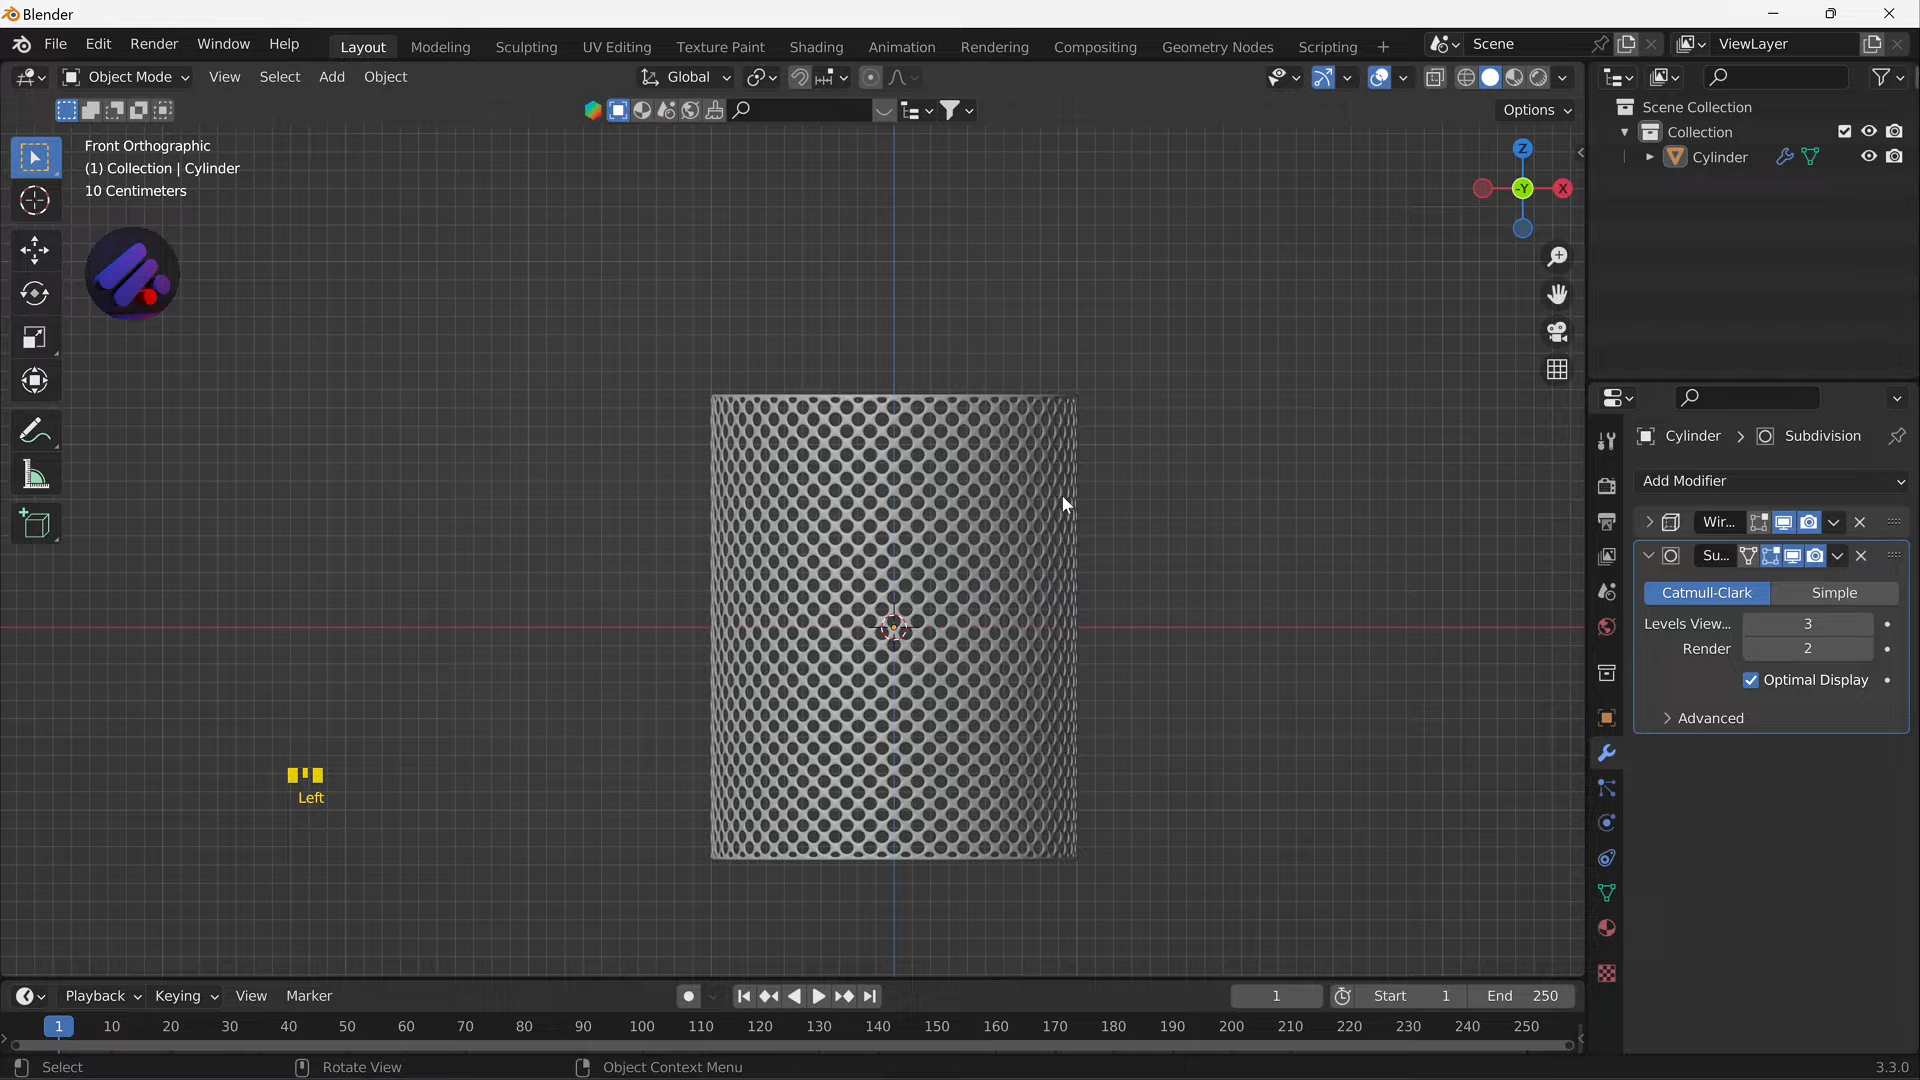 Blender
File Edit Render Window Help Layout Modeling Sculpting UV Editing Texture Paint Shading Animation Rendering Compositing Geometry Nodes Scripting + Scene ViewLayer
Object Mode View Select Add Object Global
Options
Front Orthographic
(1) Collection | Cylinder
10 Centimeters
Z
-Y X
Scene Collection
Collection
Cylinder
Cylinder > Subdivision
Add Modifier
Wir...
Su...
Catmull-Clark Simple
Levels View... 3
Render 2
Optimal Display
Advanced
Left
Playback Keying View Marker 1 Start 1 End 250
1 10 20 30 40 50 60 70 80 90 100 110 120 130 140 150 160 170 180 190 200 210 220 230 240 250
Select Rotate View Object Context Menu 3.3.0